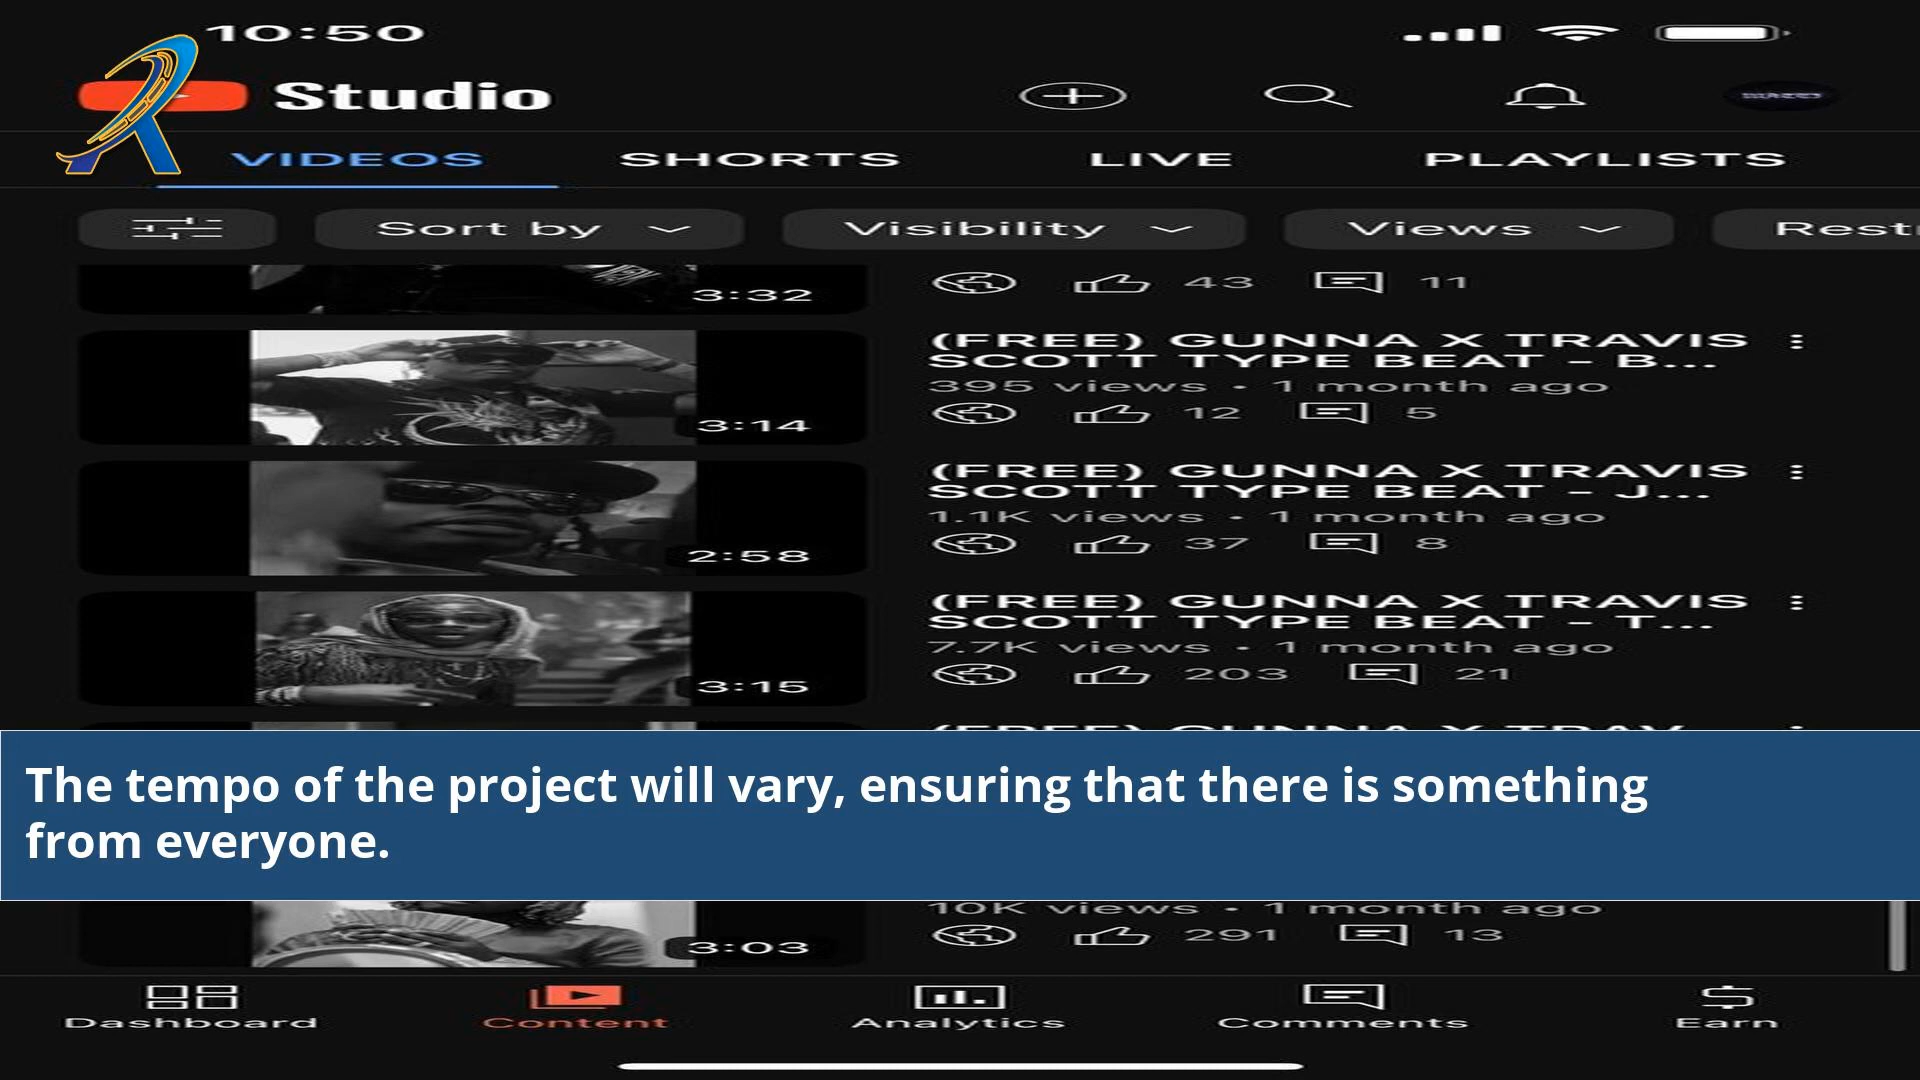 10:50
Studio
VIDEOS SHORTS LIVE PLAYLISTS
Sort by Visibility Views Rest
3:32 43 11
(FREE) GUNNA X TRAVIS
SCOTT TYPE BEAT - B...
395 views • 1 month ago
3:14 12 5
(FREE) GUNNA X TRAVIS
SCOTT TYPE BEAT - J...
1.1K views • 1 month ago
2:58 37 8
(FREE) GUNNA X TRAVIS
SCOTT TYPE BEAT - T...
7.7K views • 1 month ago
3:15 203 21
The tempo of the project will vary, ensuring that there is something
from everyone.
10K views • 1 month ago
3:03 291 13
Dashboard Content Analytics Comments Earn